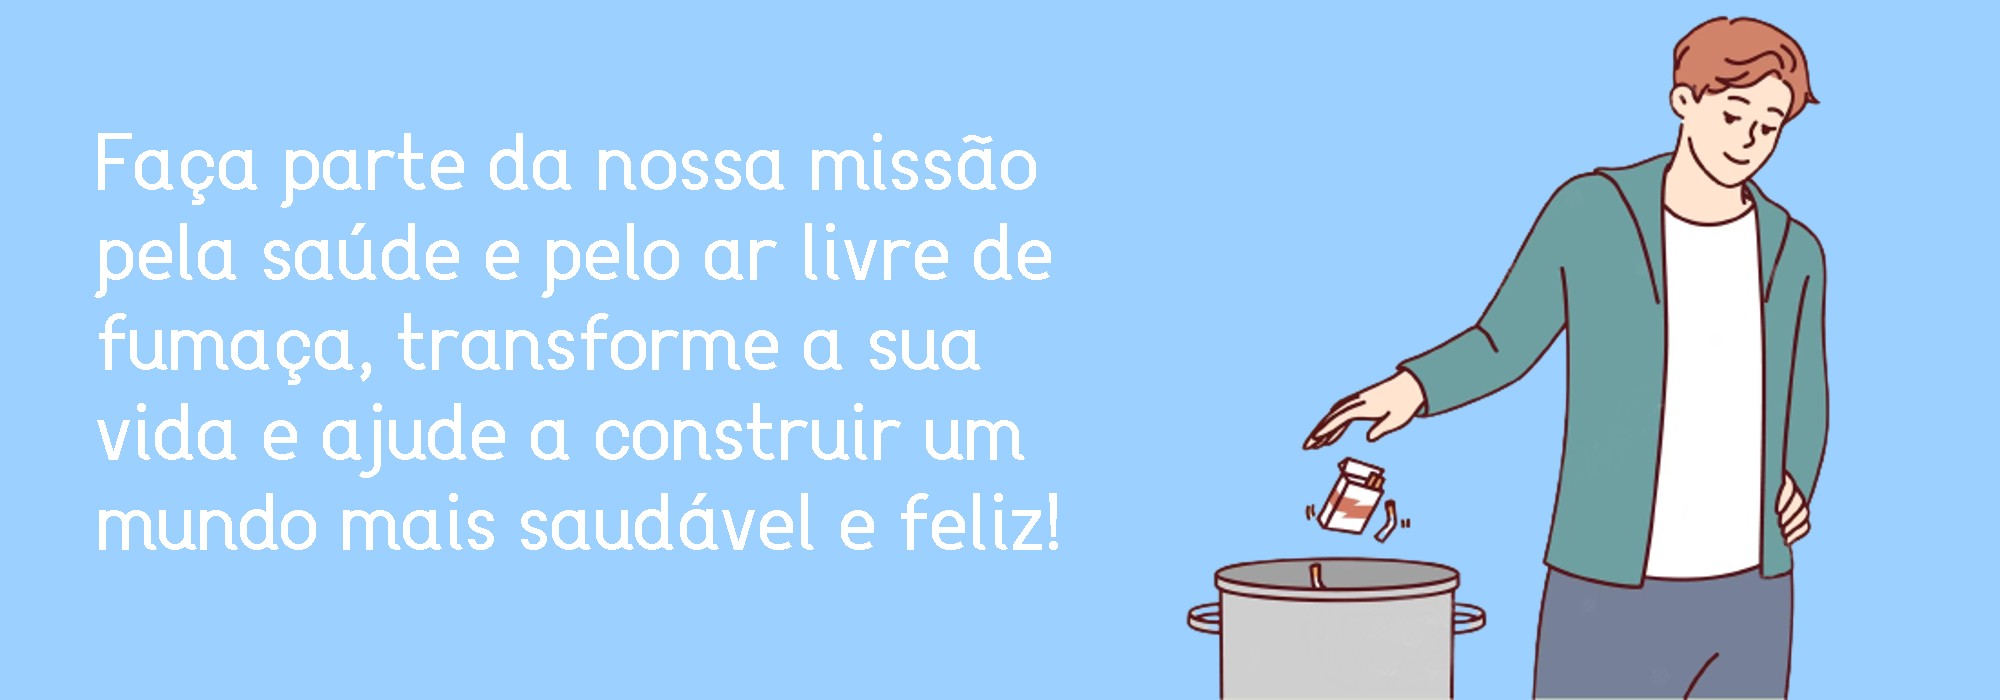 Faça parte da nossa missão
pela saúde e pelo ar livre de
fumaça, transforme a sua
vida e ajude a construir um
mundo mais saudável e feliz!